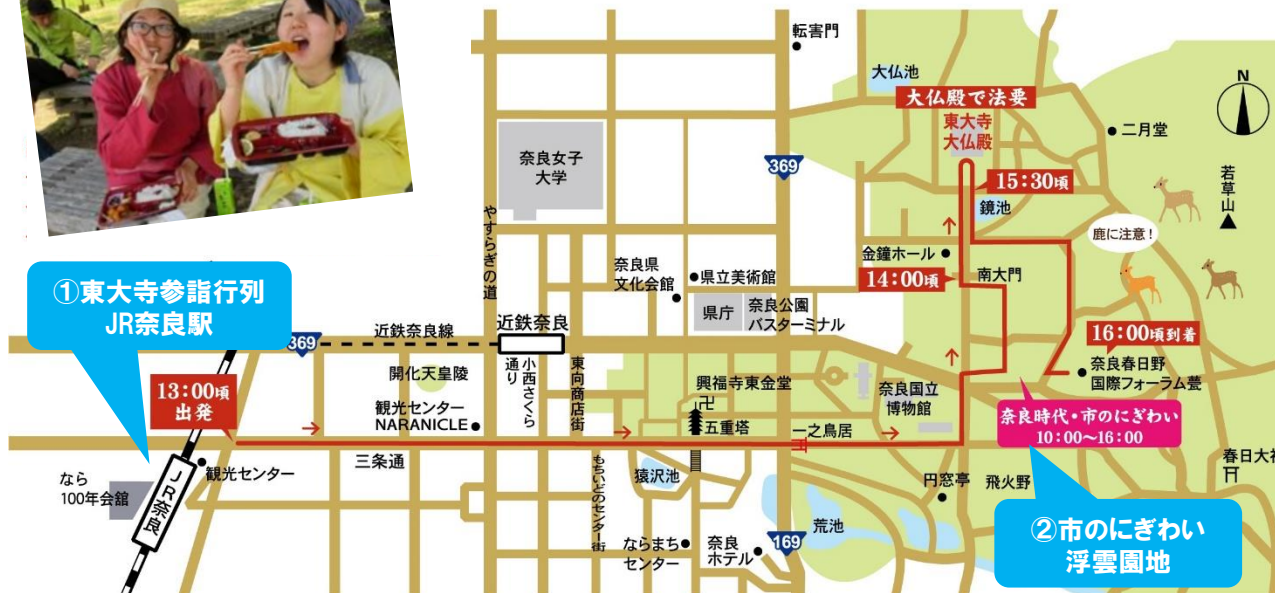 転害門
大仏池
大仏殿で法要
東大寺
大仏殿
二月堂
N
若草山
奈良女子
大学
369
15:30頃
鏡池
鹿に注意！
やすらぎの道
金鐘ホール
南大門
14:00頃
①東大寺参詣行列
JR奈良駅
奈良県
文化会館
県立美術館
県庁
奈良公園
バスターミナル
近鉄奈良線
近鉄奈良
369
16:00頃到着
奈良春日野
国際フォーラム甍
13:00頃
出発
開化天皇陵
小西さくら
通り
東向商店街
興福寺東金堂
卍
五重塔
奈良国立
博物館
観光センター
NARANICLE
一之鳥居
奈良時代・市のにぎわい
10:00～16:00
三条通
観光センター
なら
100年会館
JR奈良
もちいどのセンター街
猿沢池
円窓亭
飛火野
春日大社
荒池
169
ならまち
センター
奈良
ホテル
②市のにぎわい
浮雲園地